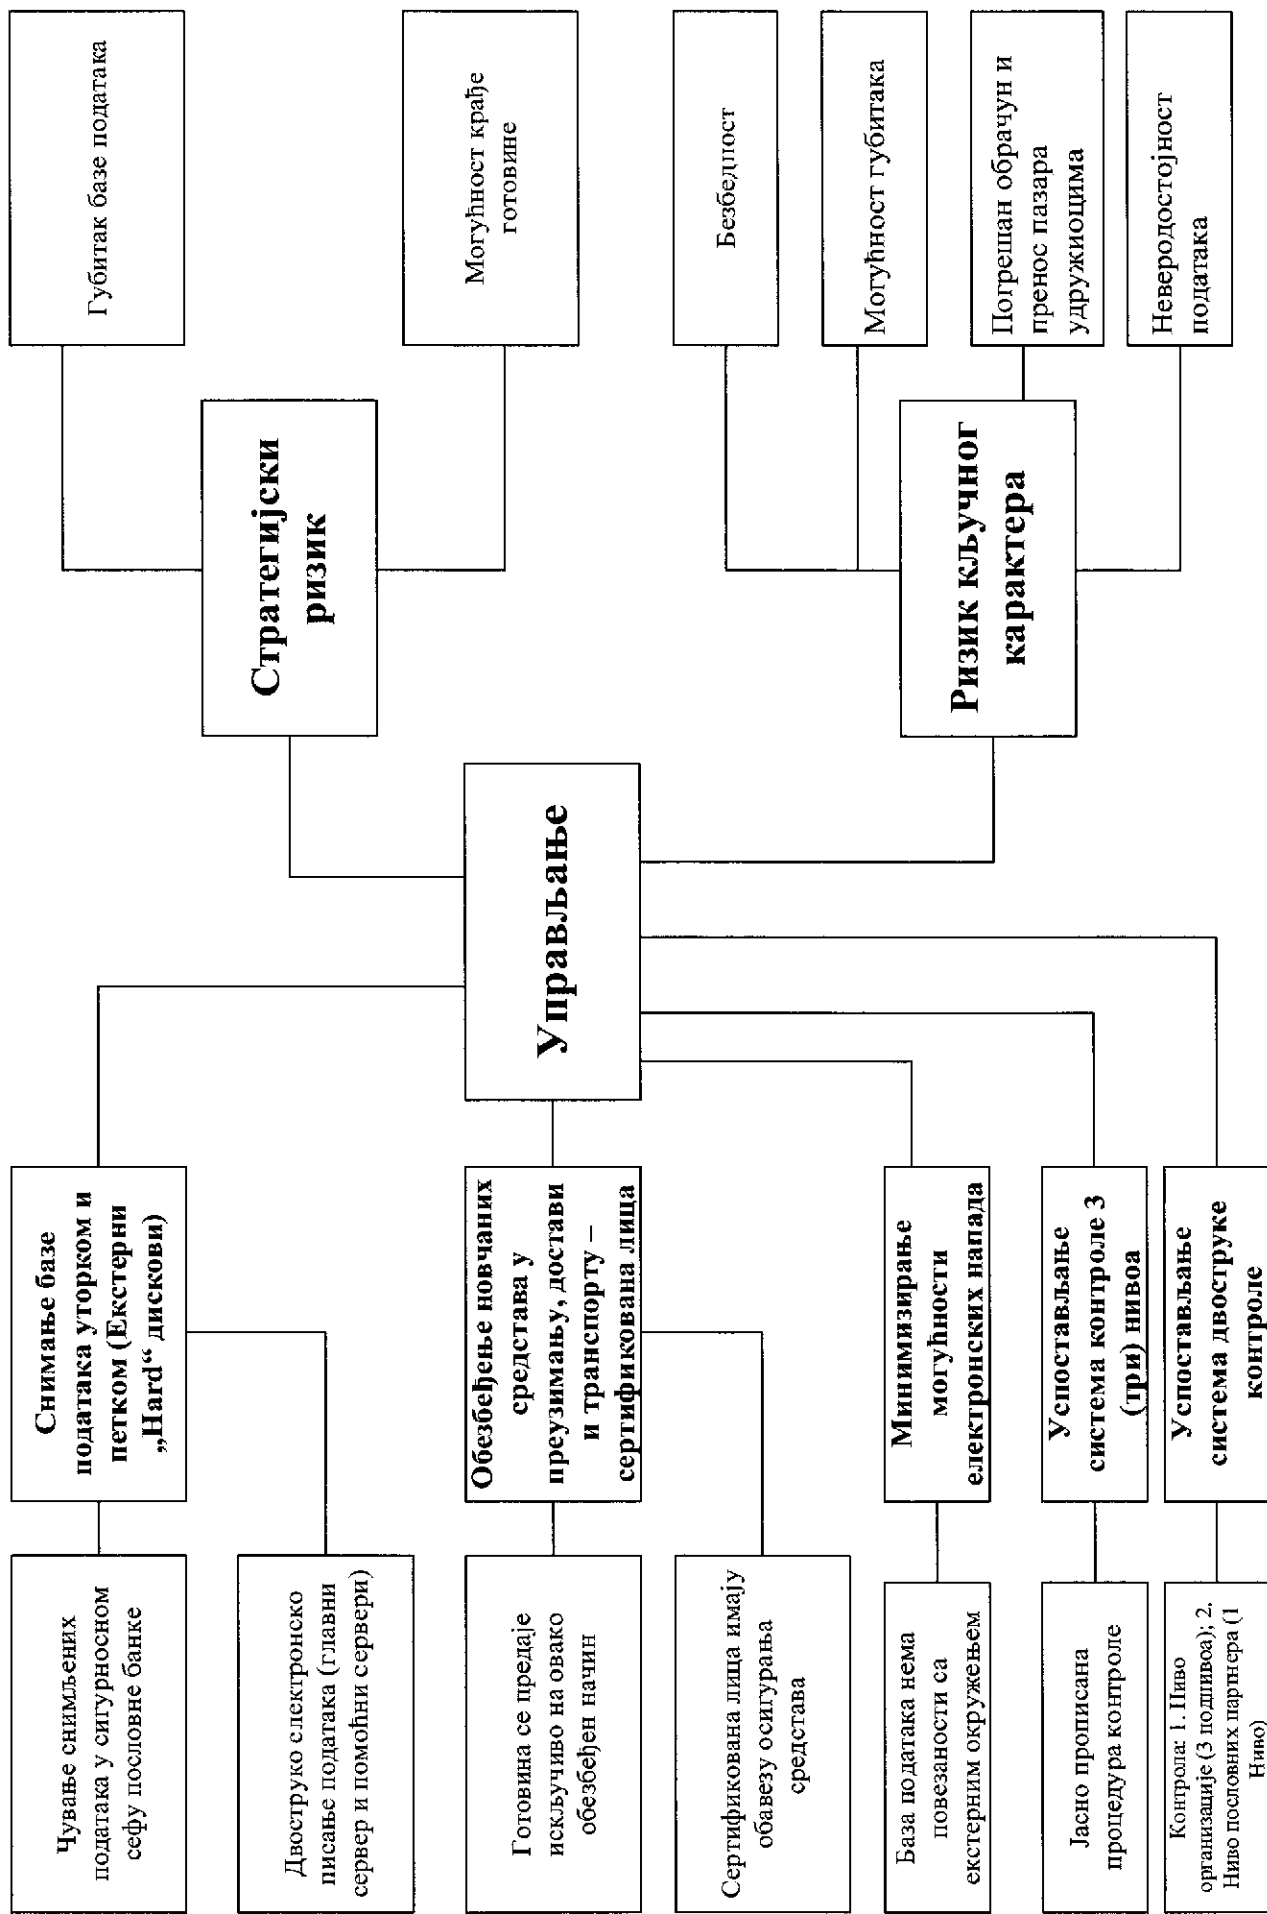 Чување снимљених
података у сигурносном
сефу пословне банке
Двоструко електронско
писање података (главни
сервер и помоћни сервери)
Готовина се предаје
искључиво на овако
обезбеђен начин
Сертификована лица имају
обавезу осигурања
средстава
База података нема
повезаности са
екстерним окружењем
Јасно прописана
процедура контроле
Контрола: 1. Ниво
организације (3 поднивоа); 2.
Ниво пословних партнера (1
Ниво)
Снимање базе
података уторком и
петком (Екстерни
„Hard“ дискови)
Обезбеђење новчаних
средстава у
преузимању, достави
и транспорту –
сертификована лица
Минимизирање
могућности
електронских напада
Успостављање
система контроле 3
(три) нивоа
Успостављање
система двоструке
контроле
Управљање
Стратегијски
ризик
Ризик кључног
карактера
Губитак базе података
Могућност крађе
готовине
Безбедност
Могућност губитака
Погрешан обрачун и
пренос пазара
удружиоцима
Неверодостојност
података